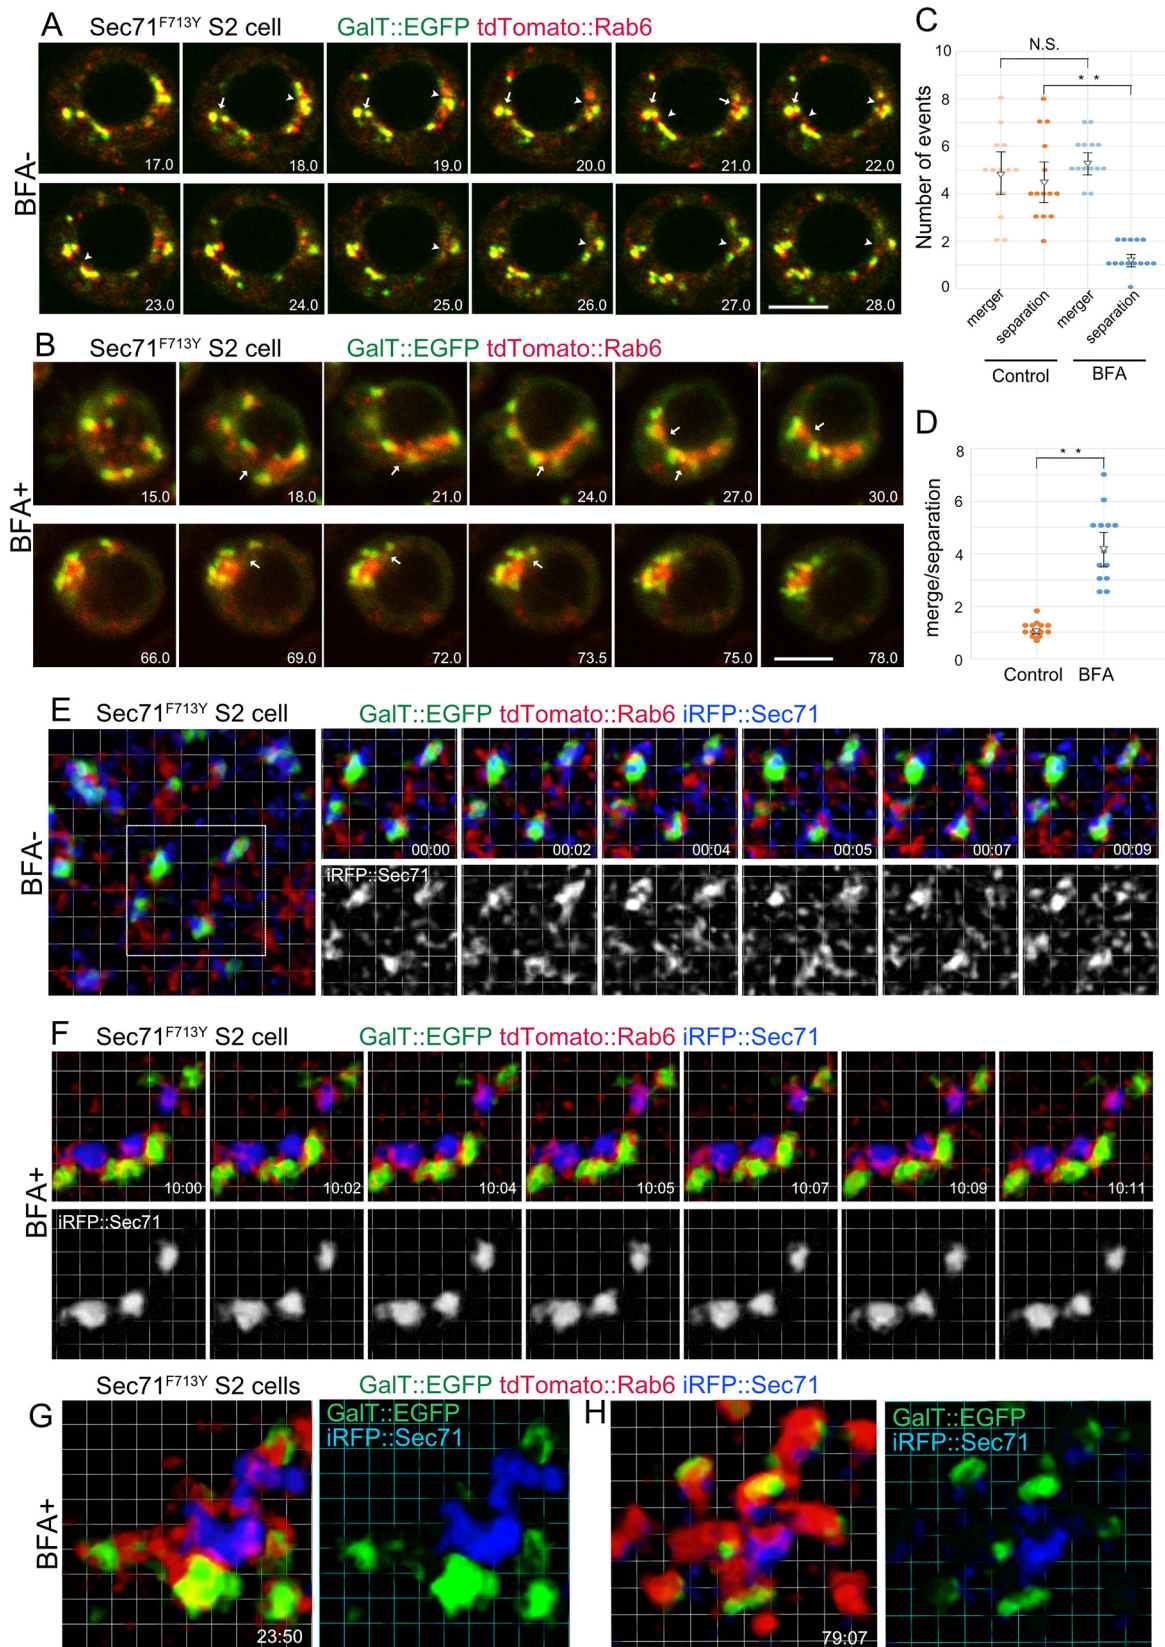 A Sec71F713Y S2 cell GalT::EGFP tdTomato::Rab6
BFA-
17.0 18.0 19.0 20.0 21.0 22.0
23.0 24.0 25.0 26.0 27.0 28.0
B Sec71F713Y S2 cell GalT::EGFP tdTomato::Rab6
BFA+
15.0 18.0 21.0 24.0 27.0 30.0
66.0 69.0 72.0 73.5 75.0 78.0
C
Number of events
10
8
6
4
2
0
N.S.
* *
merger separation merger separation
Control BFA
D
merge/separation
8
6
4
2
0
* *
Control BFA
E Sec71F713Y S2 cell GalT::EGFP tdTomato::Rab6 iRFP::Sec71
BFA-
00:00 00:02 00:04 00:05 00:07 00:09
iRFP::Sec71
F Sec71F713Y S2 cell GalT::EGFP tdTomato::Rab6 iRFP::Sec71
BFA+
10:00 10:02 10:04 10:05 10:07 10:09 10:11
iRFP::Sec71
Sec71F713Y S2 cells GalT::EGFP tdTomato::Rab6 iRFP::Sec71
BFA+
G
23:50
GalT::EGFP
iRFP::Sec71
H
79:07
GalT::EGFP
iRFP::Sec71